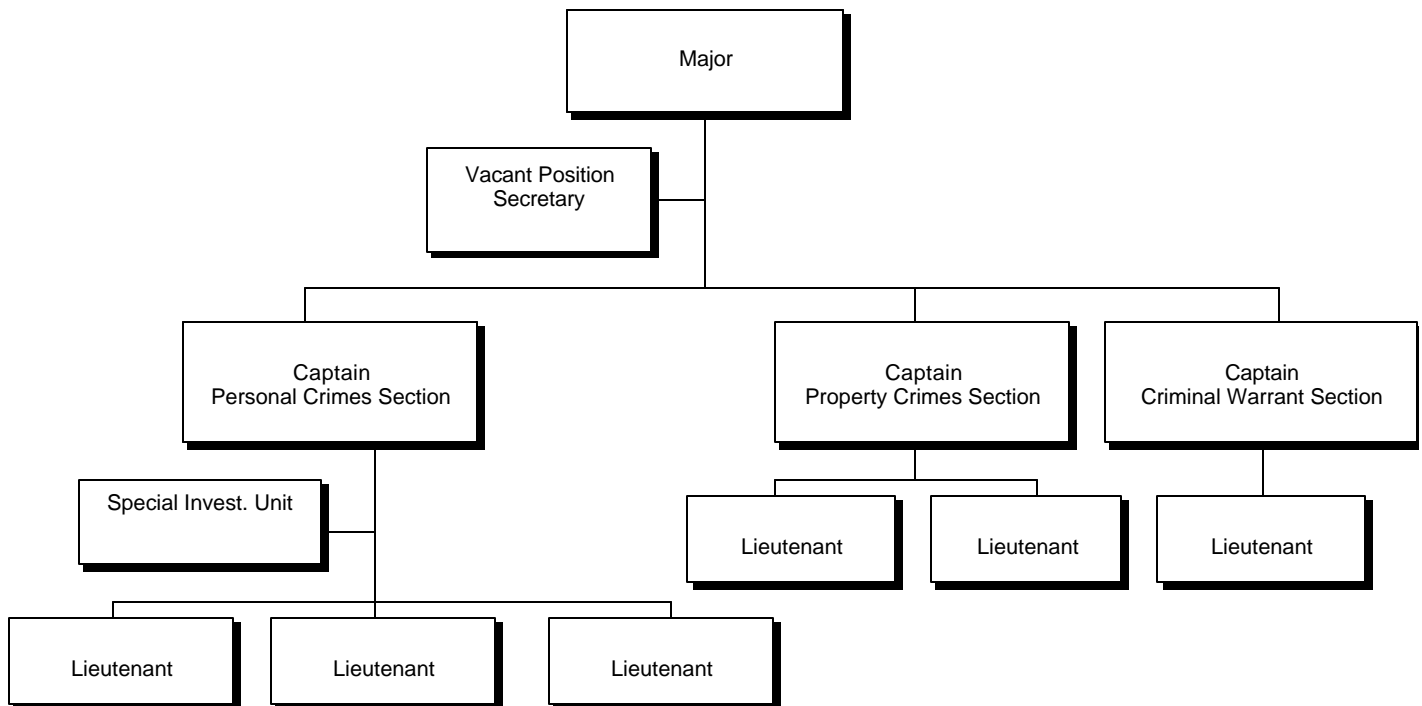 Major
Vacant Position
Secretary
Captain
Personal Crimes Section
Captain
Property Crimes Section
Captain
Criminal Warrant Section
Special Invest. Unit
Lieutenant
Lieutenant
Lieutenant
Lieutenant
Lieutenant
Lieutenant